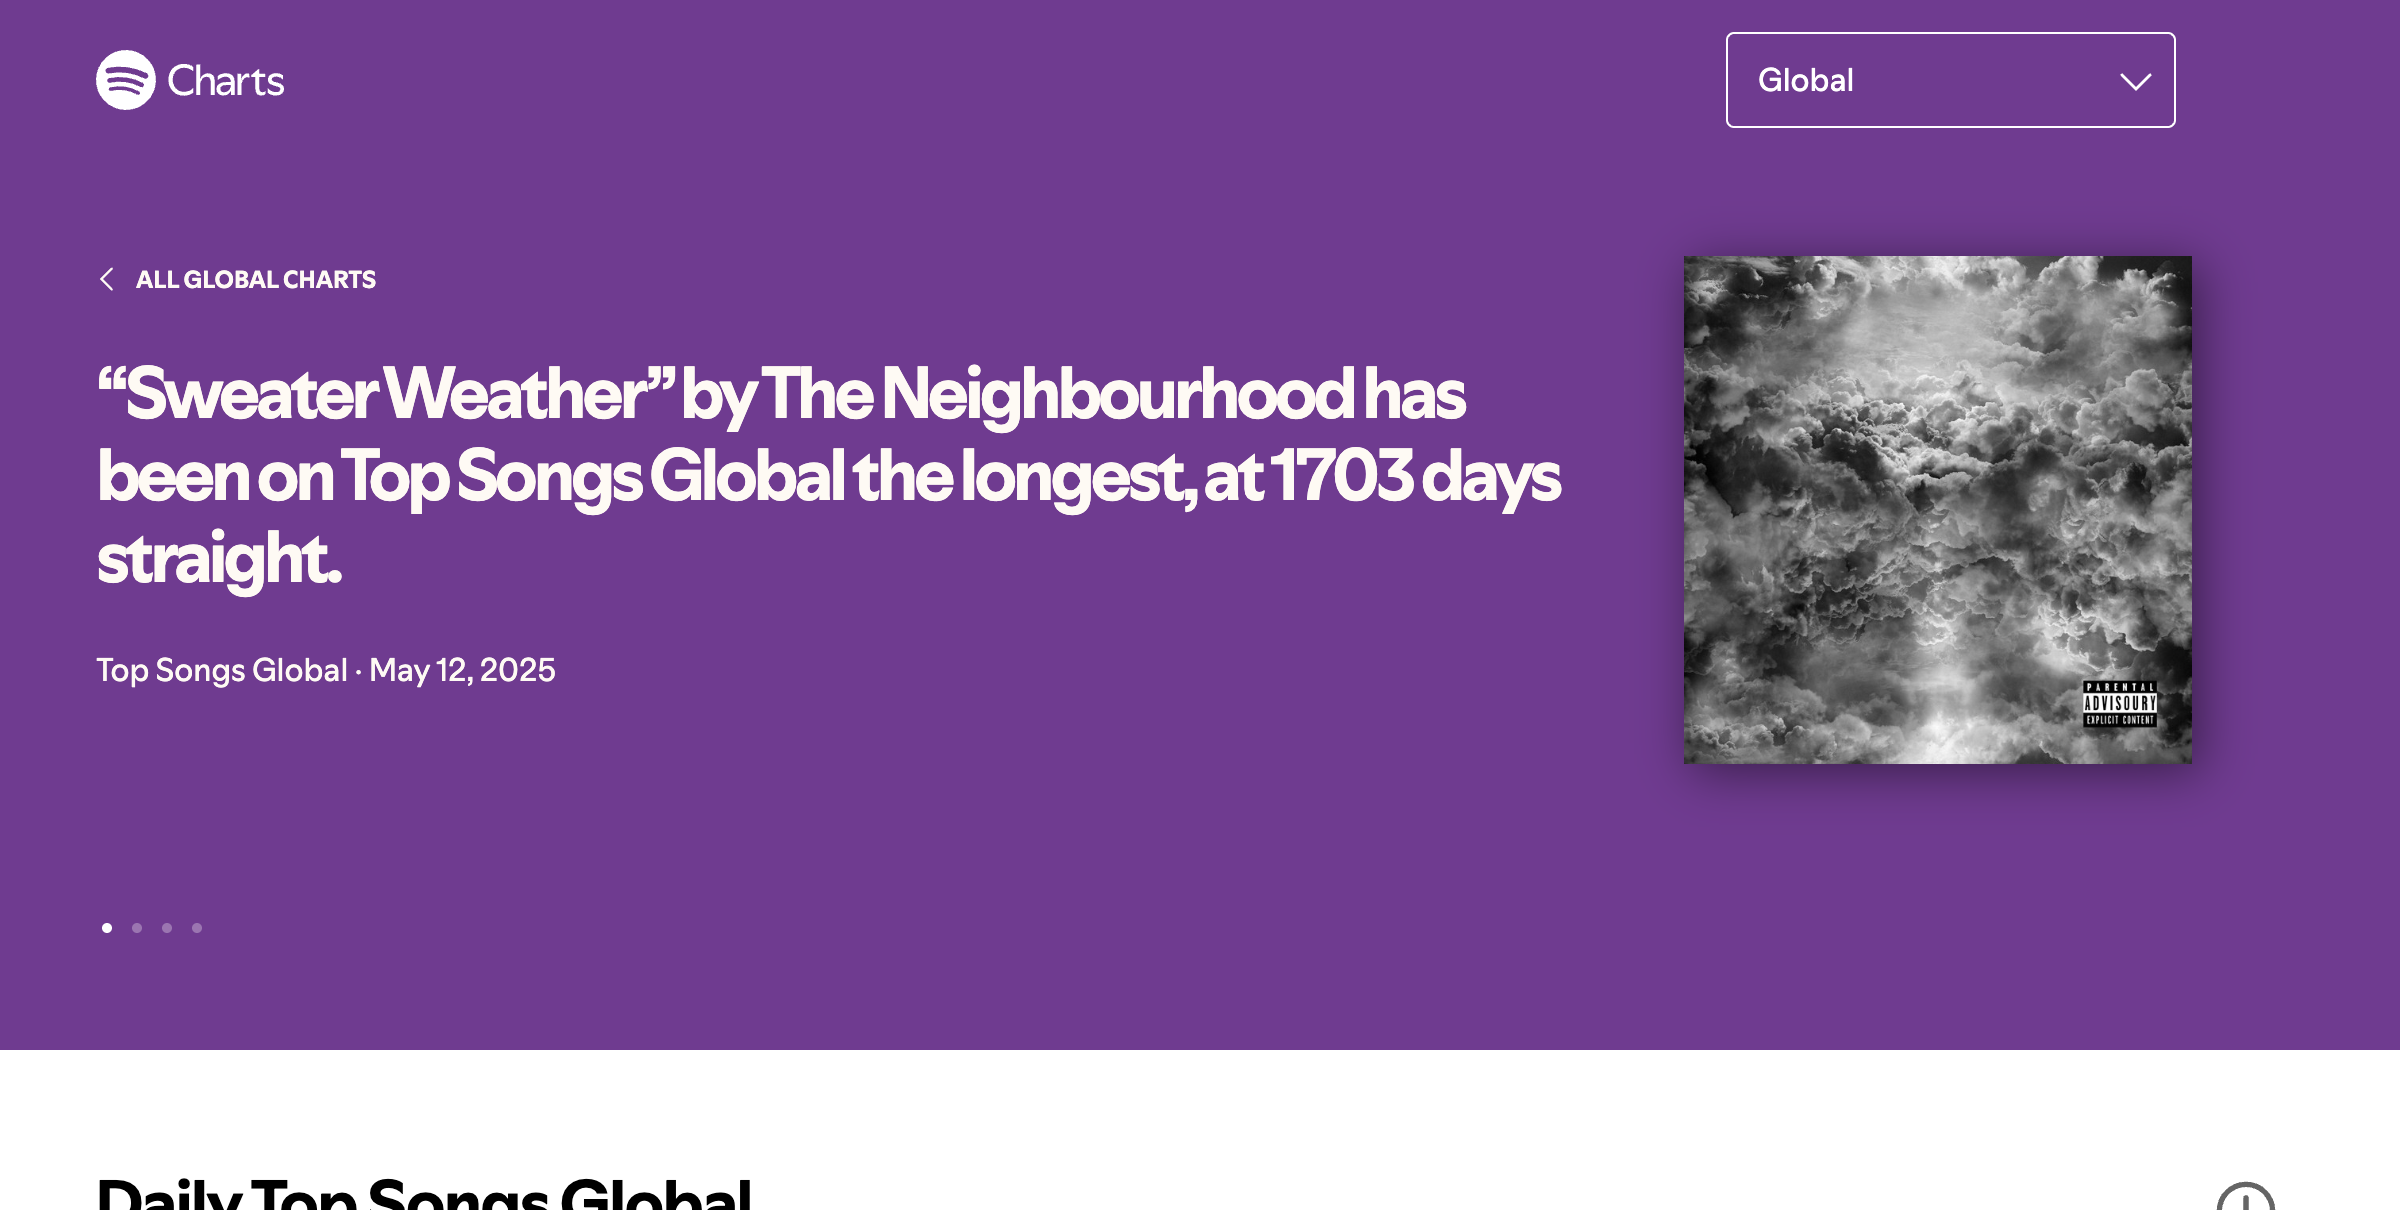 Charts
Global
ALL GLOBAL CHARTS
“Sweater Weather” by The Neighbourhood has
been on Top Songs Global the longest, at 1703 days
straight.
Top Songs Global · May 12, 2025
PARENTAL
ADVISOURY
EXPLICIT CONTENT
Daily Top Songs Global